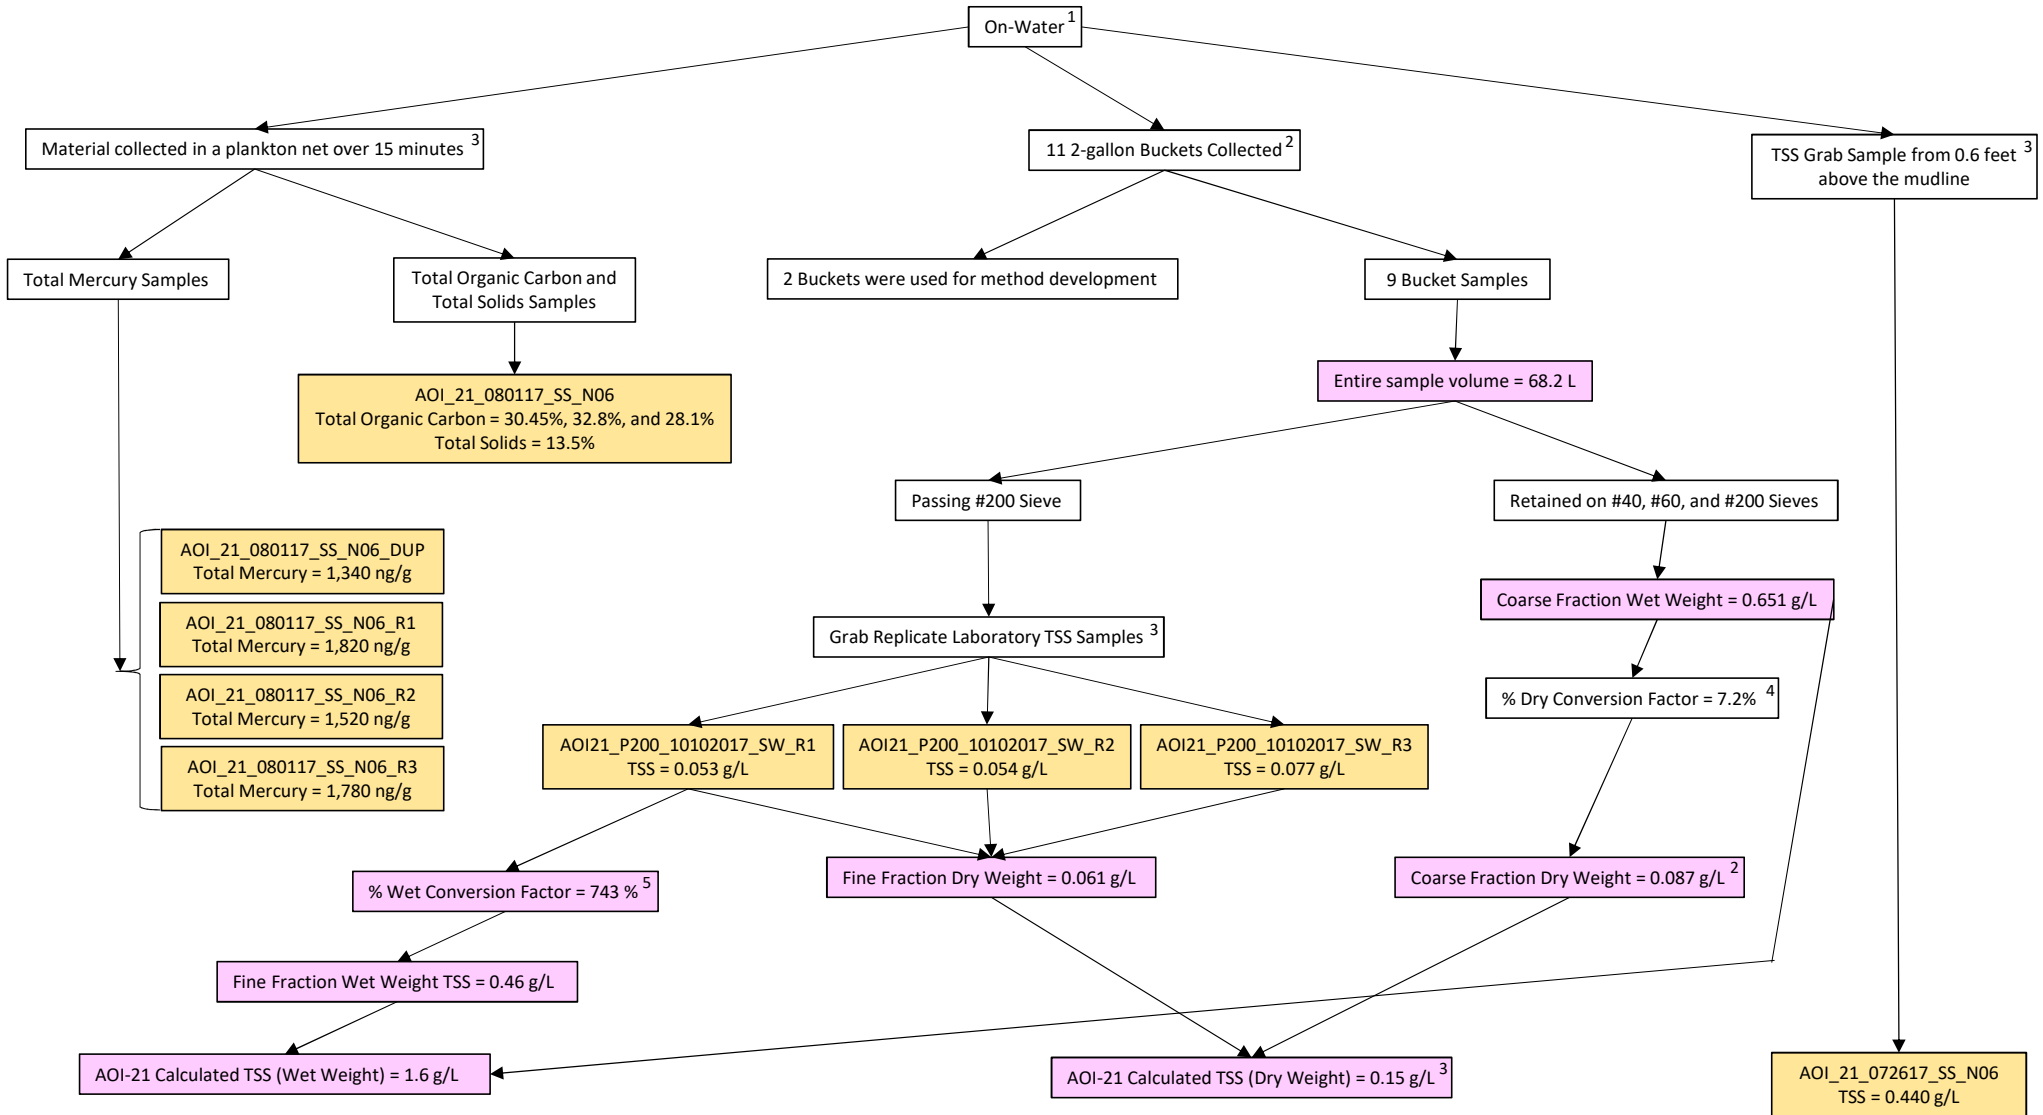 On-Water 1
Material collected in a plankton net over 15 minutes 3
11 2-gallon Buckets Collected 2
TSS Grab Sample from 0.6 feet 3
above the mudline
Total Mercury Samples
Total Organic Carbon and
Total Solids Samples
2 Buckets were used for method development
9 Bucket Samples
Entire sample volume = 68.2 L
AOI_21_080117_SS_N06
Total Organic Carbon = 30.45%, 32.8%, and 28.1%
Total Solids = 13.5%
Passing #200 Sieve
Retained on #40, #60, and #200 Sieves
AOI_21_080117_SS_N06_DUP
Total Mercury = 1,340 ng/g
AOI_21_080117_SS_N06_R1
Total Mercury = 1,820 ng/g
AOI_21_080117_SS_N06_R2
Total Mercury = 1,520 ng/g
AOI_21_080117_SS_N06_R3
Total Mercury = 1,780 ng/g
Coarse Fraction Wet Weight = 0.651 g/L
Grab Replicate Laboratory TSS Samples 3
% Dry Conversion Factor = 7.2% 4
AOI21_P200_10102017_SW_R1
TSS = 0.053 g/L
AOI21_P200_10102017_SW_R2
TSS = 0.054 g/L
AOI21_P200_10102017_SW_R3
TSS = 0.077 g/L
% Wet Conversion Factor = 743 % 5
Fine Fraction Dry Weight = 0.061 g/L
Coarse Fraction Dry Weight = 0.087 g/L 2
Fine Fraction Wet Weight TSS = 0.46 g/L
AOI-21 Calculated TSS (Wet Weight) = 1.6 g/L
AOI-21 Calculated TSS (Dry Weight) = 0.15 g/L 3
AOI_21_072617_SS_N06
TSS = 0.440 g/L